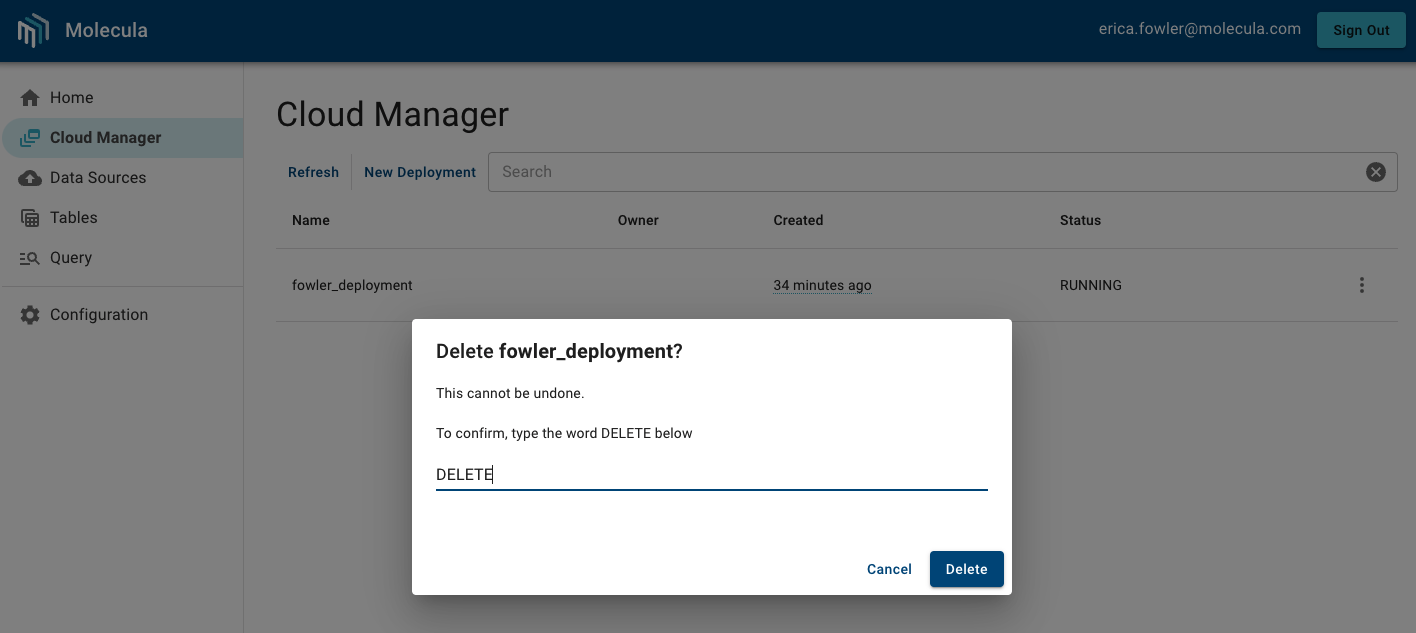 Molecula
erica.fowler@molecula.com
Sign Out
Home
Cloud Manager
Data Sources
Tables
Query
Configuration
Cloud Manager
Refresh
New Deployment
Search
Name Owner Created Status
fowler_deployment 34 minutes ago RUNNING
Delete fowler_deployment?
This cannot be undone.
To confirm, type the word DELETE below
DELETE
Cancel
Delete